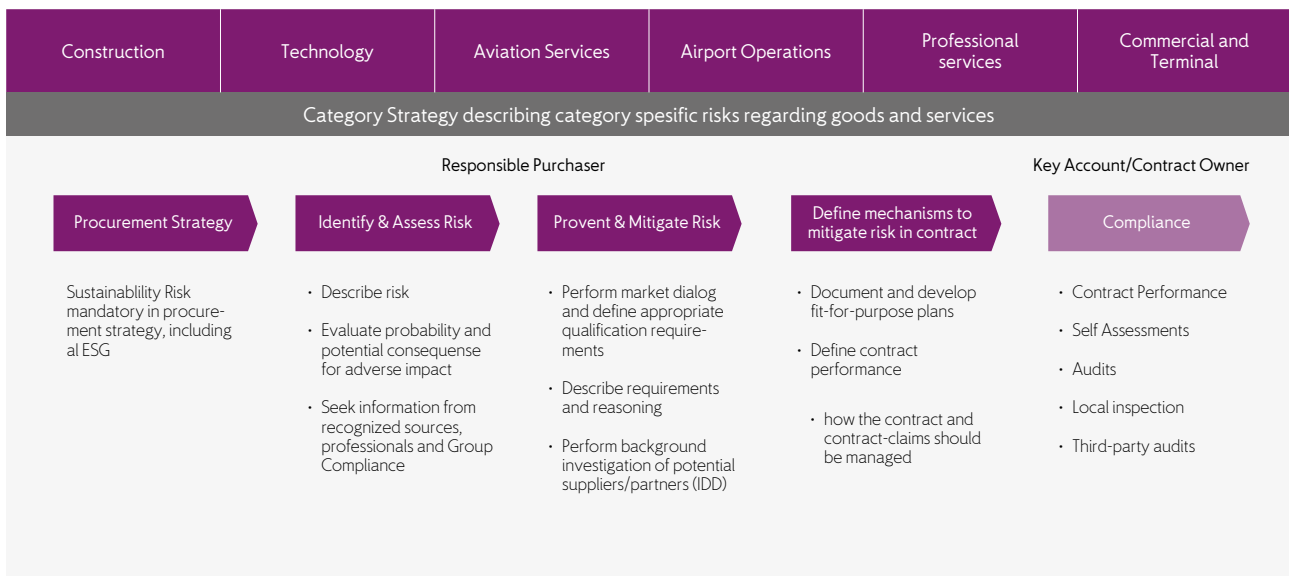 Construction
Technology
Aviation Services
Airport Operations
Professional
services
Commercial and
Terminal
Category Strategy describing category spesific risks regarding goods and services
Responsible Purchaser
Key Account/Contract Owner
Procurement Strategy
Identify & Assess Risk
Provent & Mitigate Risk
Define mechanisms to
mitigate risk in contract
Compliance
Sustainablility Risk
mandatory in procure-
ment strategy, including
al ESG
• Describe risk
• Evaluate probability and
potential consequense
for adverse impact
• Seek information from
recognized sources,
professionals and Group
Compliance
• Perform market dialog
and define appropriate
qualification require-
ments
• Describe requirements
and reasoning
• Perform background
investigation of potential
suppliers/partners (IDD)
• Document and develop
fit-for-purpose plans
• Define contract
performance
• how the contract and
contract-claims should
be managed
• Contract Performance
• Self Assessments
• Audits
• Local inspection
• Third-party audits